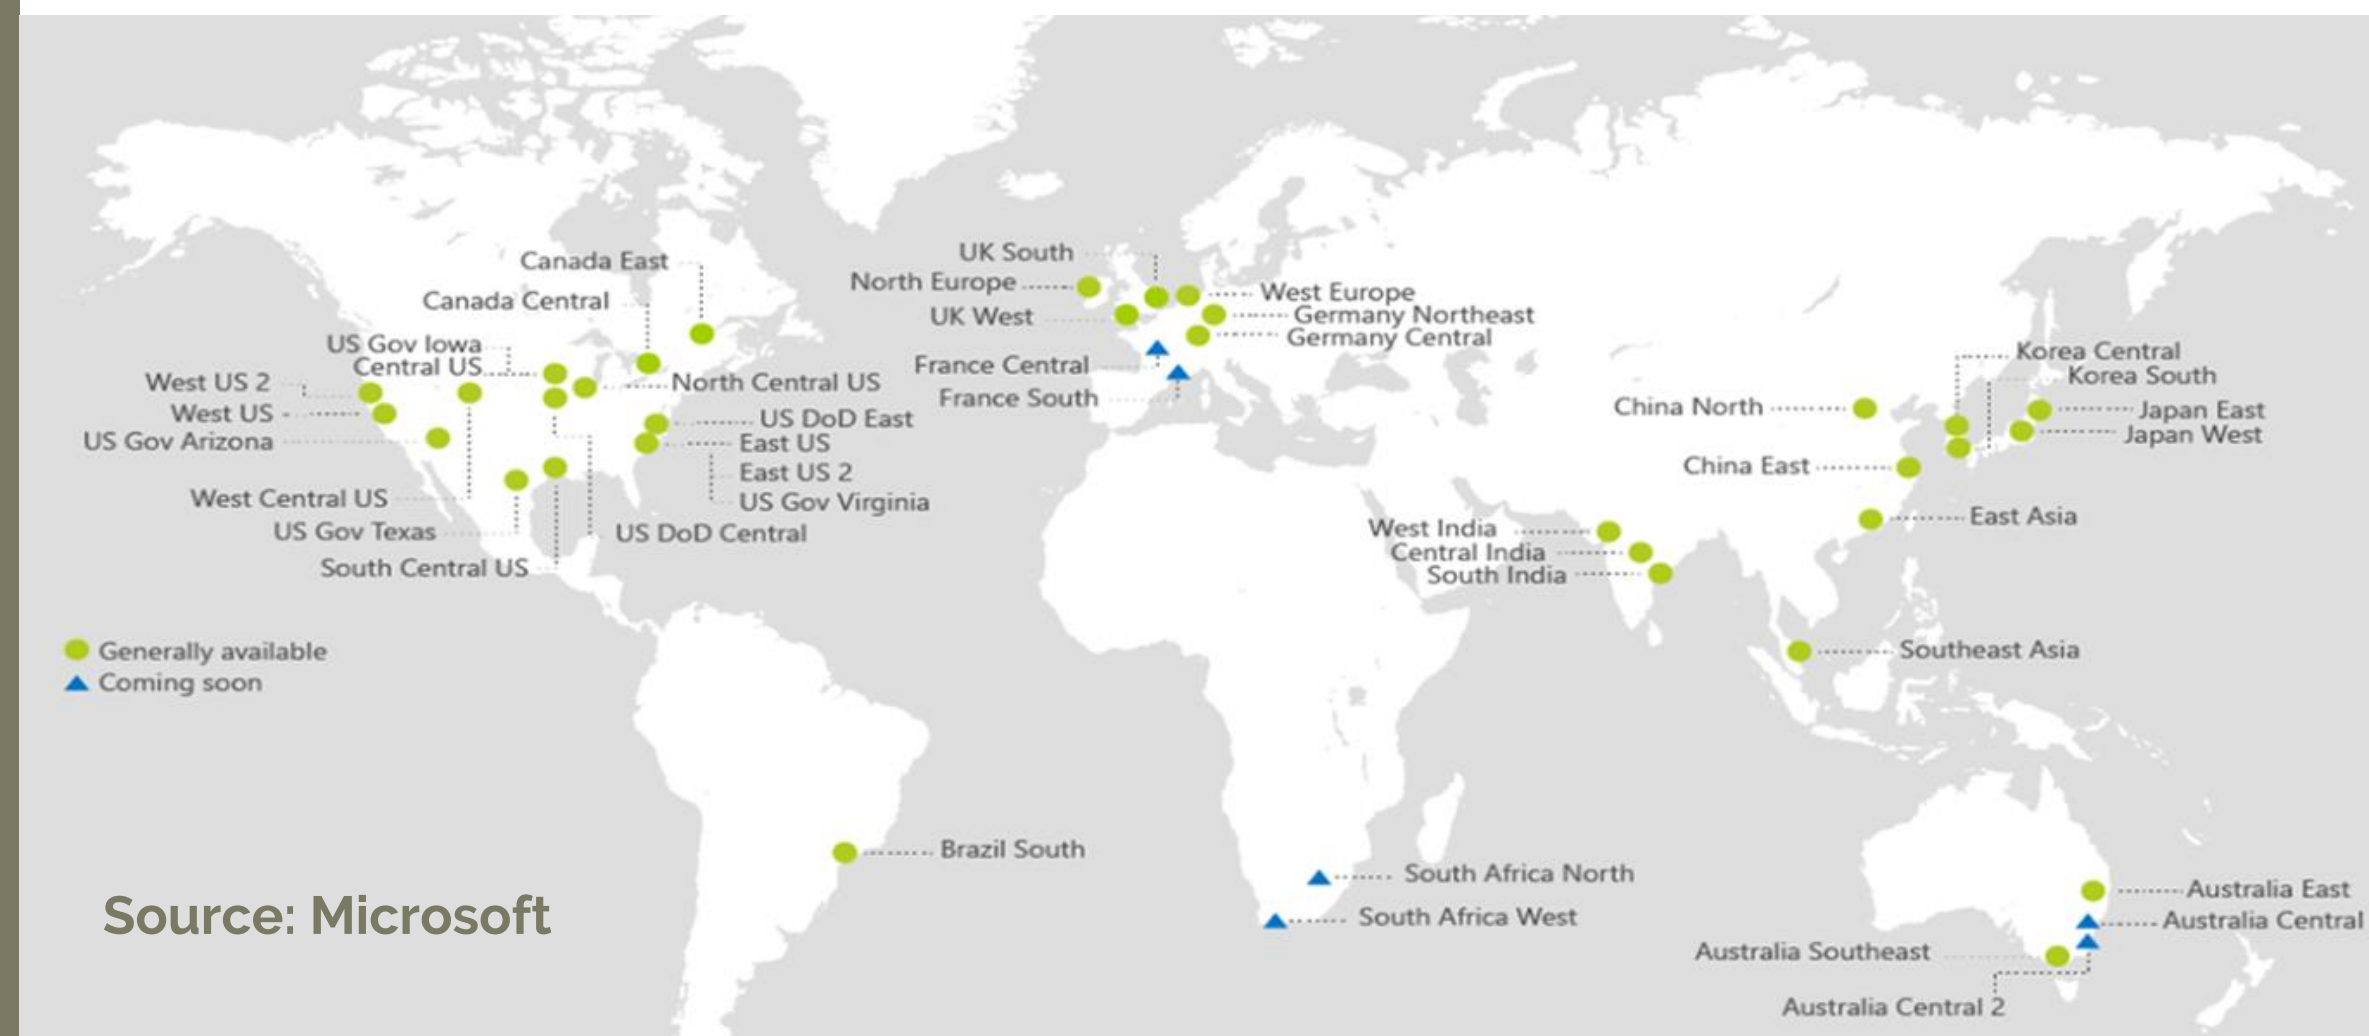 Canada East
Canada Central
US Gov Iowa
Central US
West US 2
West US
US Gov Arizona
North Central US
US DoD East
East US
East US 2
US Gov Virginia
West Central US
US Gov Texas
US DoD Central
South Central US
Generally available
Coming soon
Brazil South
Source: Microsoft
UK South
North Europe
UK West
West Europe
Germany Northeast
Germany Central
France Central
France South
Korea Central
Korea South
China North
Japan East
Japan West
China East
East Asia
West India
Central India
South India
Southeast Asia
South Africa North
South Africa West
Australia East
Australia Central
Australia Southeast
Australia Central 2